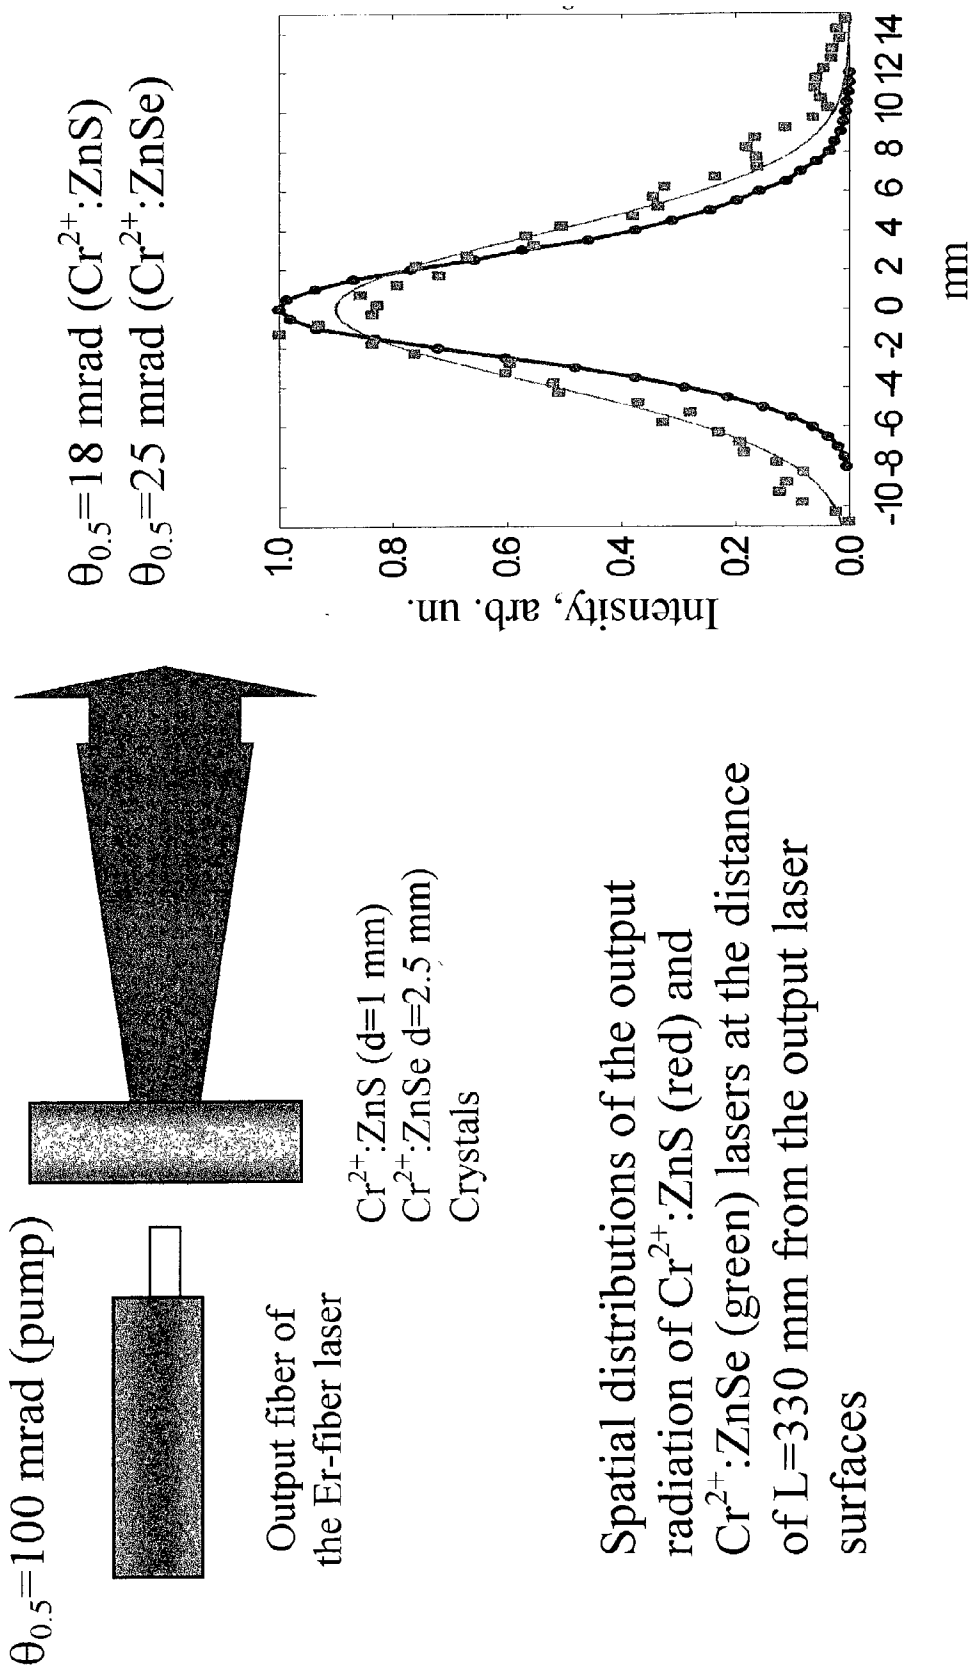 θ0.5=100 mrad (pump)
Output fiber of
the Er-fiber laser
Cr2+:ZnS (d=1 mm)
Cr2+:ZnSe d=2.5 mm)
Crystals
θ0.5=18 mrad (Cr2+:ZnS)
θ0.5=25 mrad (Cr2+:ZnSe)
Intensity, arb. un.
1.0
0.8
0.6
0.4
0.2
0.0
-10 -8 -6 -4 -2 0 2 4 6 8 10 12 14
mm
Spatial distributions of the output
radiation of Cr2+:ZnS (red) and
Cr2+:ZnSe (green) lasers at the distance
of L=330 mm from the output laser
surfaces